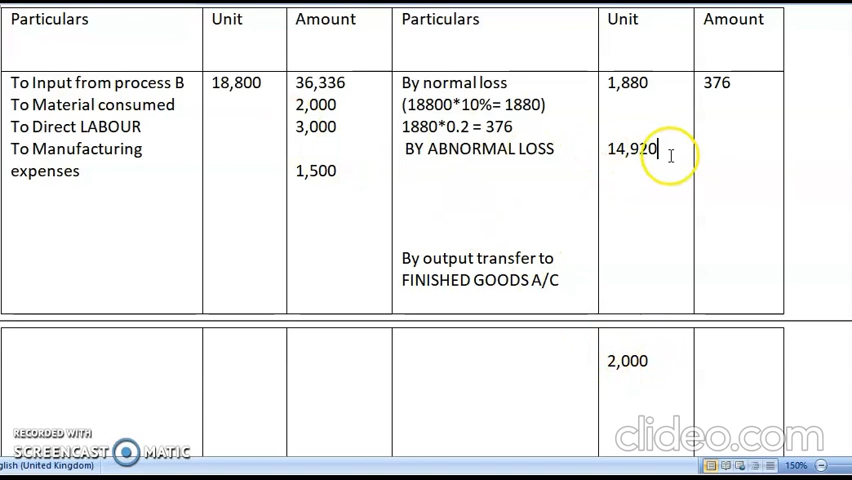 Particulars Unit Amount Particulars Unit Amount
To Input from process B 18,800 36,336 By normal loss 1,880 376
To Material consumed 2,000 (18800*10%= 1880)
To Direct LABOUR 3,000 1880*0.2 = 376
To Manufacturing BY ABNORMAL LOSS 14,920
expenses 1,500
By output transfer to
FINISHED GOODS A/C
2,000
RECORDED WITH
SCREENCAST MATIC
clideo.com
glish (United Kingdom) 150%